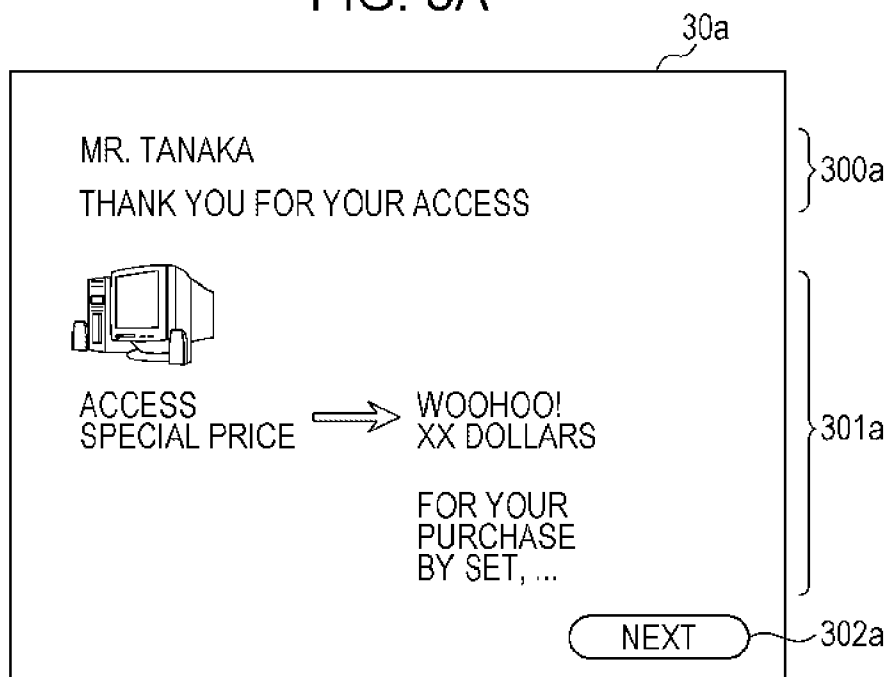 30a
MR. TANAKA
THANK YOU FOR YOUR ACCESS
300a
ACCESS
SPECIAL PRICE
WOOHOO!
XX DOLLARS
FOR YOUR
PURCHASE
BY SET, ...
301a
NEXT
302a